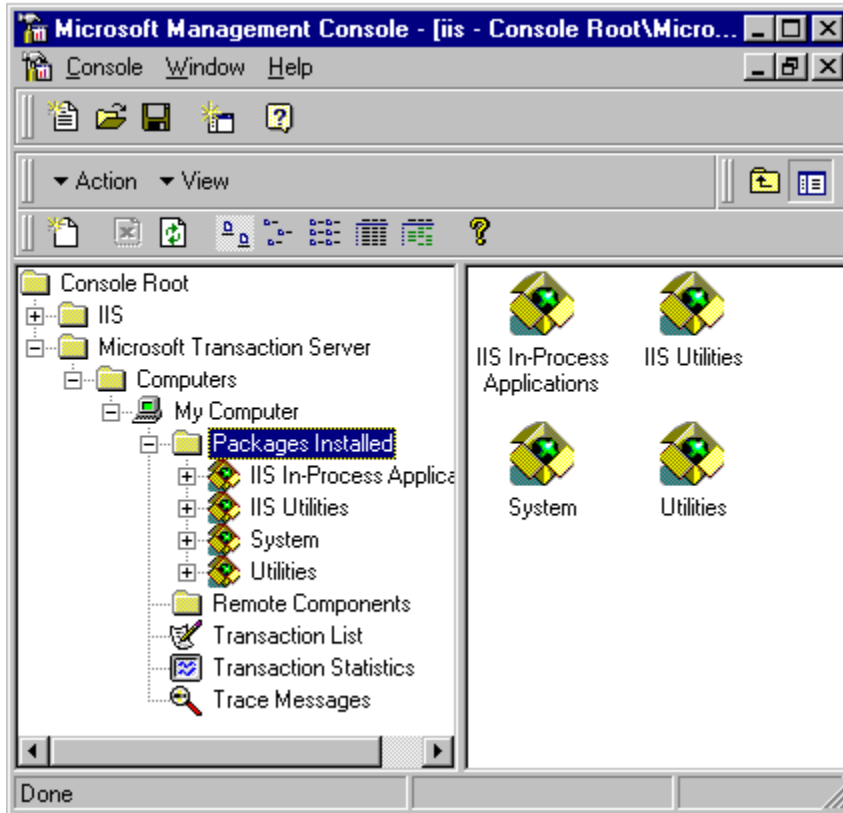 Microsoft Management Console - [iis - Console Root\Micro...
Console Window Help
Action View
Console Root
IIS
Microsoft Transaction Server
Computers
My Computer
Packages Installed
IIS In-Process Applica
IIS Utilities
System
Utilities
Remote Components
Transaction List
Transaction Statistics
Trace Messages
IIS In-Process
Applications
IIS Utilities
System
Utilities
Done